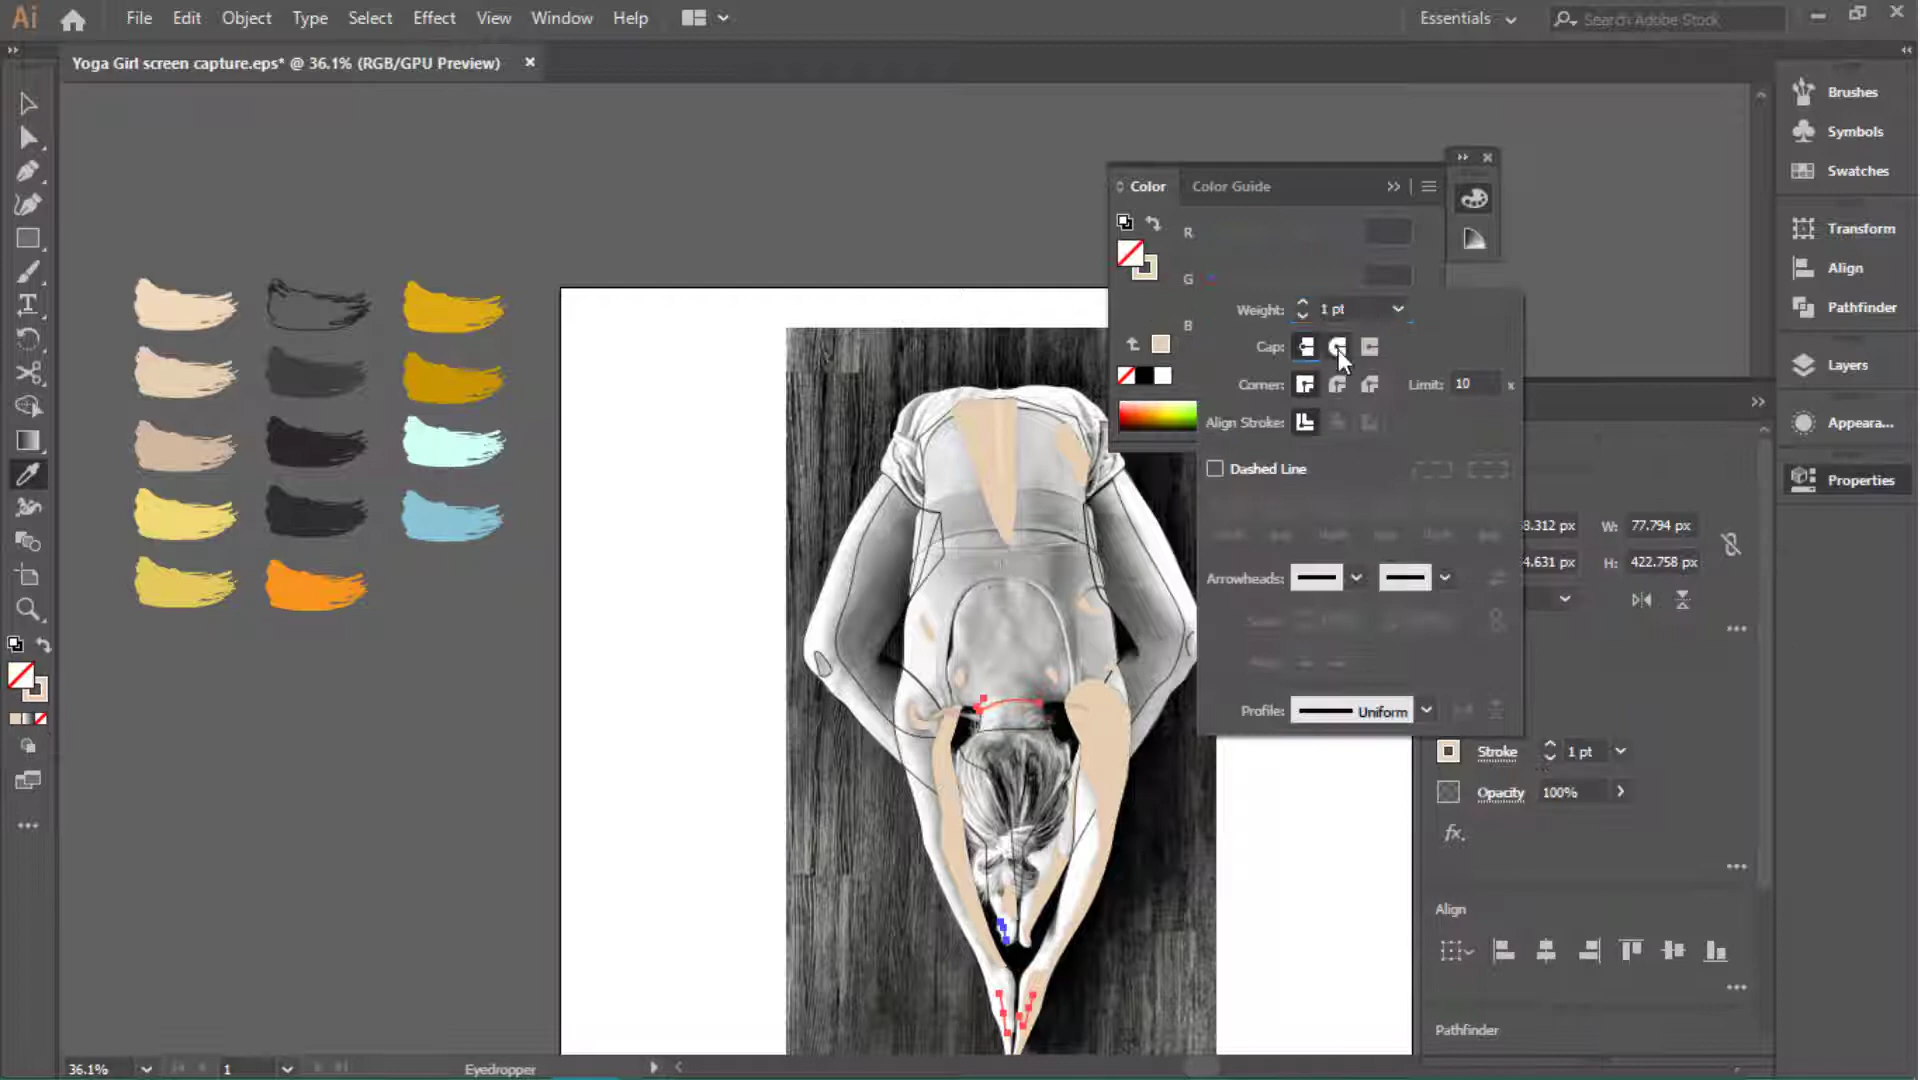 Ai File Edit Object Type Select Effect View Window Help Essentials Search Adobe Stock
Yoga Girl screen capture.eps* @ 36.1% (RGB/GPU Preview)
Brushes
Symbols
Swatches
Transform
Align
Pathfinder
Layers
Appeara...
Properties
Color Color Guide
R
G
B
Weight: 1 pt
Cap:
Corner: Limit: 10 x
Align Stroke:
Dashed Line
Arrowheads:
Profile: Uniform
8.312 px W: 77.794 px
4.631 px H: 422.758 px
Stroke 1 pt
Opacity 100%
fx.
Align
Pathfinder
36.1% 1 Eyedropper